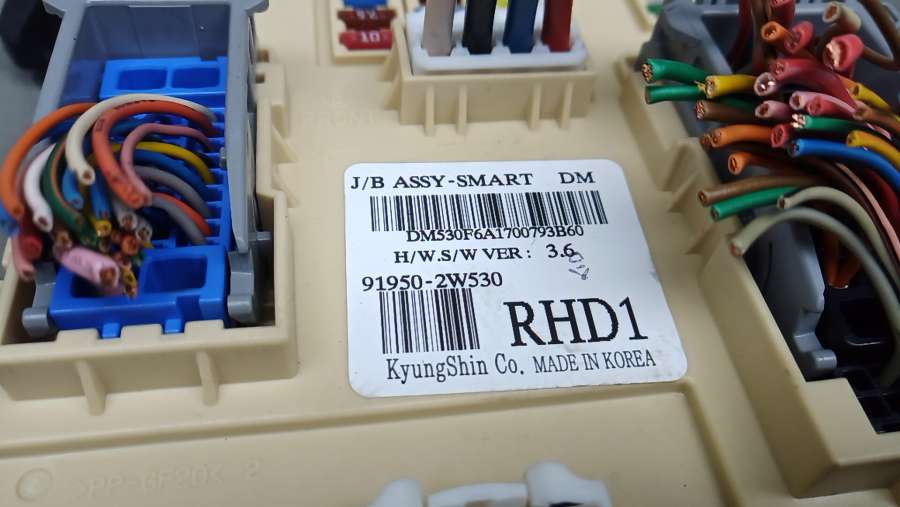 10
J/B ASSY-SMART DM
DM530F6A1700793B60
H/W.S/W VER : 3.6
91950-2W530
RHD1
KyungShin Co. MADE IN KOREA